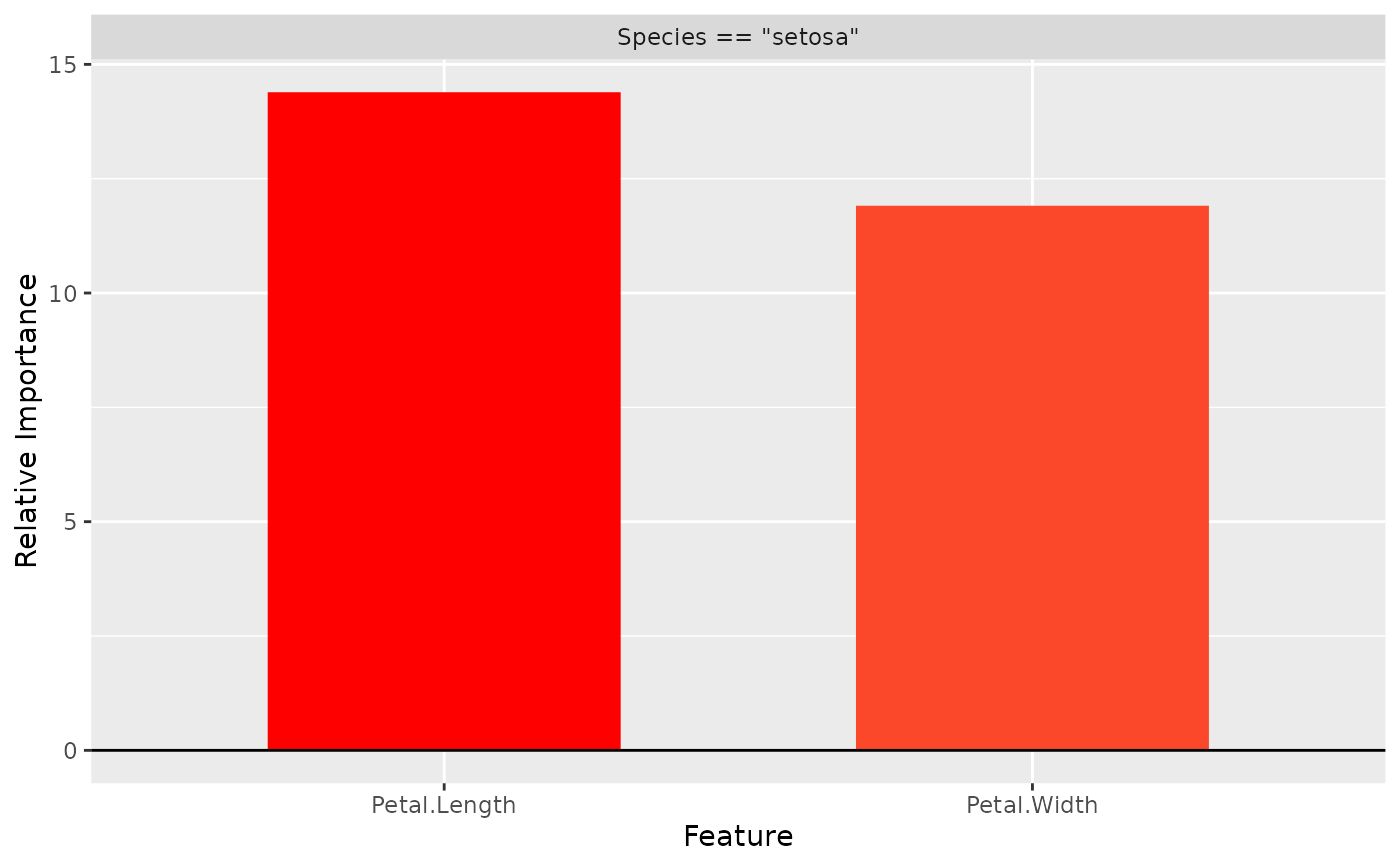 Species == "setosa"
15
10
5
0
Relative Importance
Petal.Length Petal.Width
Feature